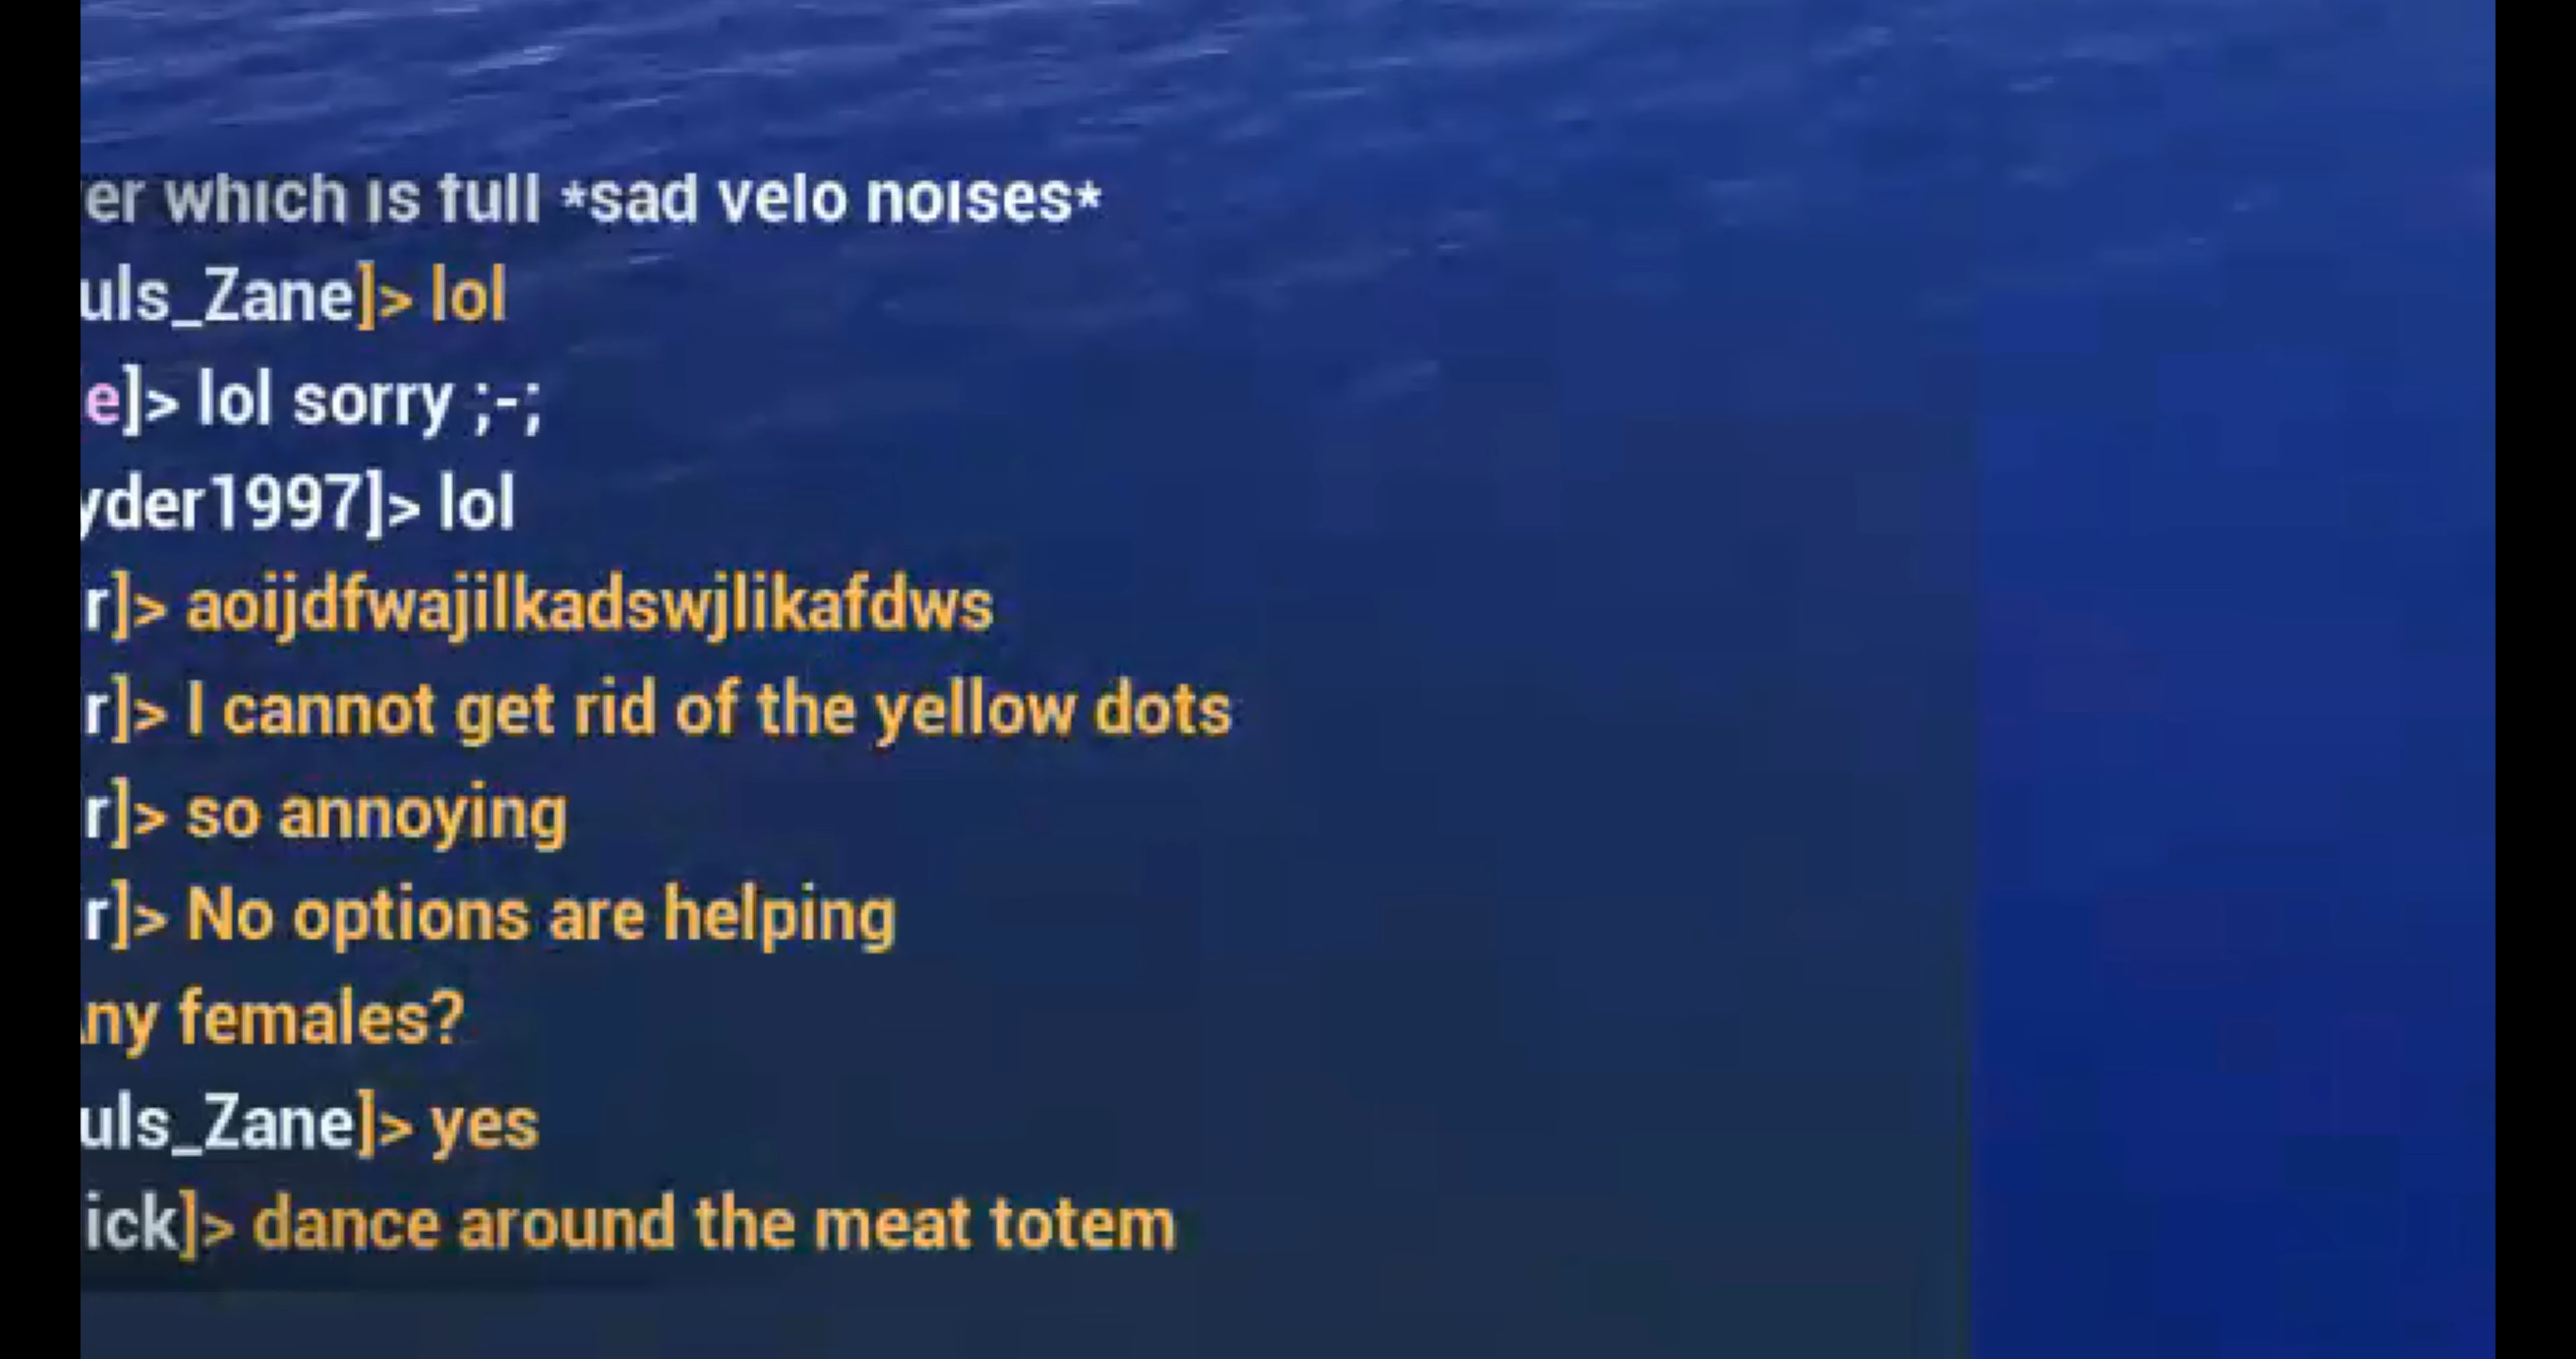 er which is full *sad velo noises*
uls_Zane]> lol
e]> lol sorry ;-;
yder1997]> lol
r]> aoijdfwajilkadswjlikafdws
r]> I cannot get rid of the yellow dots
r]> so annoying
r]> No options are helping
ny females?
uls_Zane]> yes
ick]> dance around the meat totem